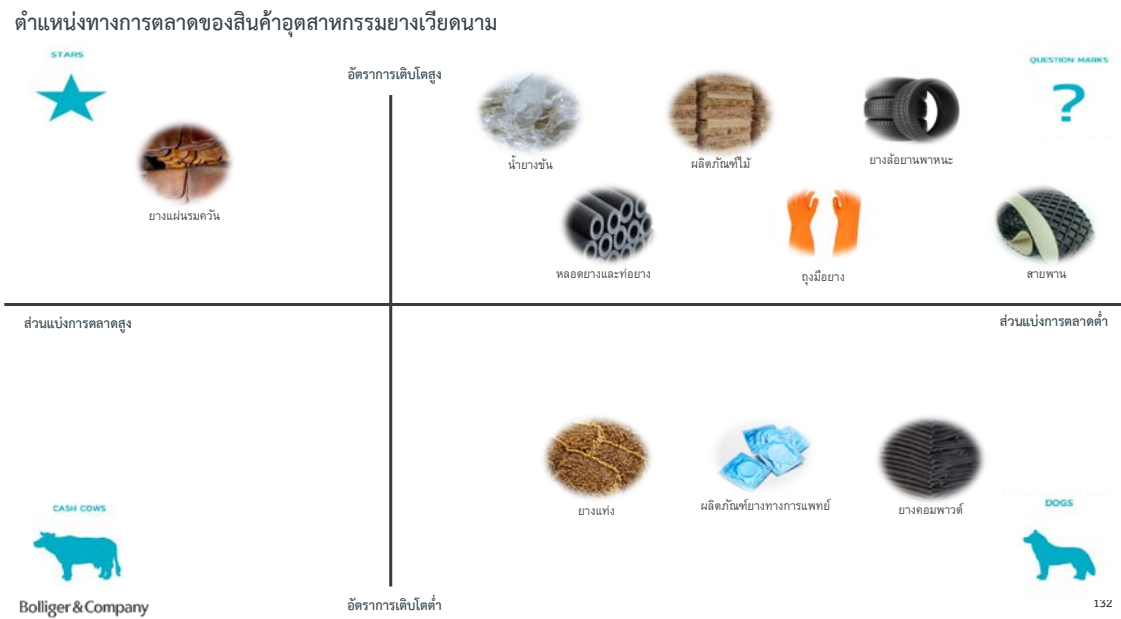 ตำแหน่งทางการตลาดของสินค้าอุตสาหกรรมยางเวียดนาม
STARS
อัตราการเติบโตสูง
QUESTION MARKS
?
น้ำยางข้น
ผลิตภัณฑ์ไม้
ยางล้อยานพาหนะ
ยางแผ่นรมควัน
หลอดยางและท่อยาง
ถุงมือยาง
สายพาน
ส่วนแบ่งการตลาดสูง
ส่วนแบ่งการตลาดต่ำ
ยางแท่ง
ผลิตภัณฑ์ยางทางการแพทย์
ยางคอมพาวด์
CASH COWS
DOGS
อัตราการเติบโตต่ำ
Bolliger & Company
132